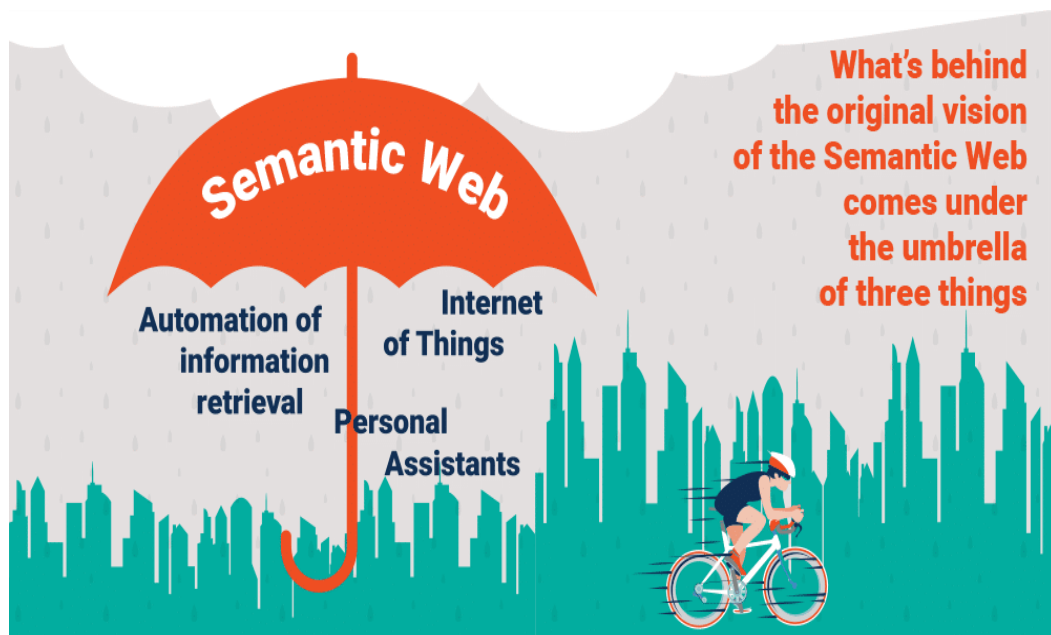 Semantic Web
Automation of
information
retrieval
Internet
of Things
Personal
Assistants
What’s behind
the original vision
of the Semantic Web
comes under
the umbrella
of three things